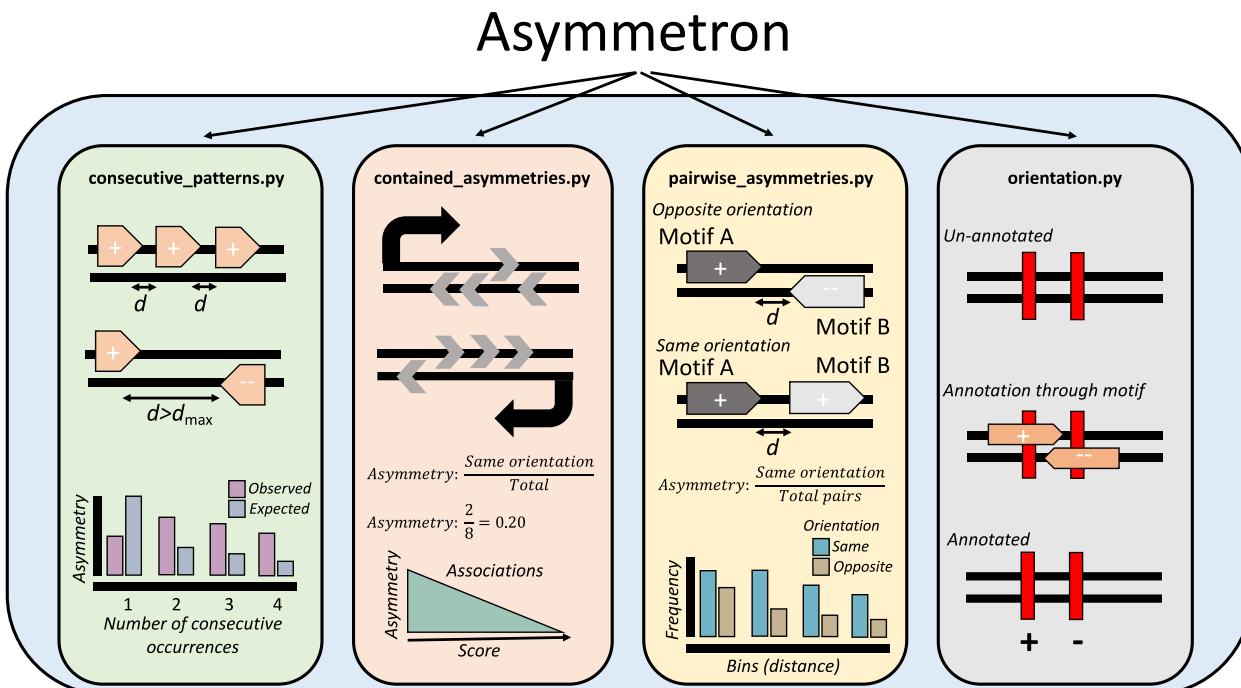 Asymmetron
consecutive_patterns.py
+ + +
d d
+
--
d>dmax
Observed
Expected
Asymmetry
1 2 3 4
Number of consecutive
occurrences
contained_asymmetries.py
Asymmetry: Same orientation
Total
Asymmetry: 2
8 = 0.20
Asymmetry
Associations
Score
pairwise_asymmetries.py
Opposite orientation
Motif A
+
--
d
Motif B
Same orientation
Motif A Motif B
+ +
d
Asymmetry: Same orientation
Total pairs
Orientation
Same
Opposite
Frequency
Bins (distance)
orientation.py
Un-annotated
Annotation through motif
+
--
Annotated
+ -